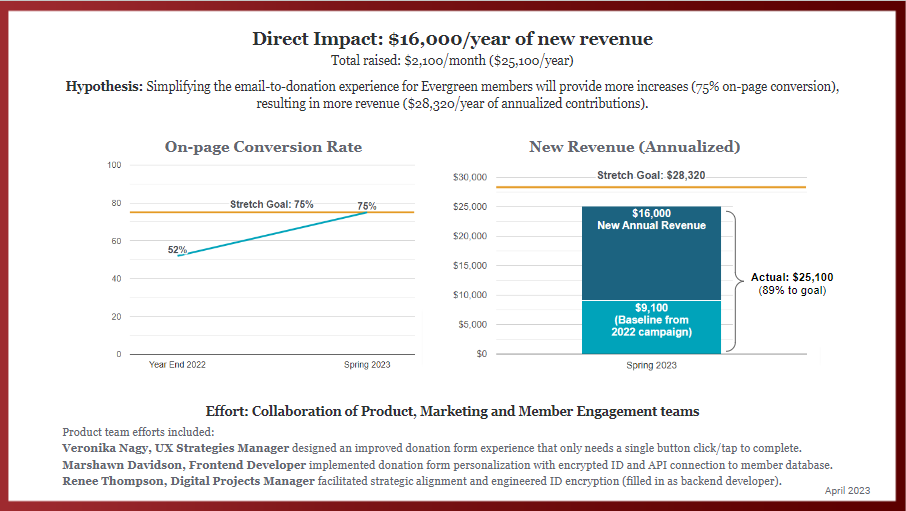 Direct Impact: $16,000/year of new revenue
Total raised: $2,100/month ($25,100/year)
Hypothesis: Simplifying the email-to-donation experience for Evergreen members will provide more increases (75% on-page conversion),
resulting in more revenue ($28,320/year of annualized contributions).
On-page Conversion Rate
100
80
60
40
20
0
Stretch Goal: 75%
75%
52%
Year End 2022
Spring 2023
New Revenue (Annualized)
$30,000
$25,000
$20,000
$15,000
$10,000
$5,000
$0
Stretch Goal: $28,320
$16,000
New Annual Revenue
$9,100
(Baseline from
2022 campaign)
Actual: $25,100
(89% to goal)
Spring 2023
Effort: Collaboration of Product, Marketing and Member Engagement teams
Product team efforts included:
Veronika Nagy, UX Strategies Manager designed an improved donation form experience that only needs a single button click/tap to complete.
Marshawn Davidson, Frontend Developer implemented donation form personalization with encrypted ID and API connection to member database.
Renee Thompson, Digital Projects Manager facilitated strategic alignment and engineered ID encryption (filled in as backend developer).
April 2023